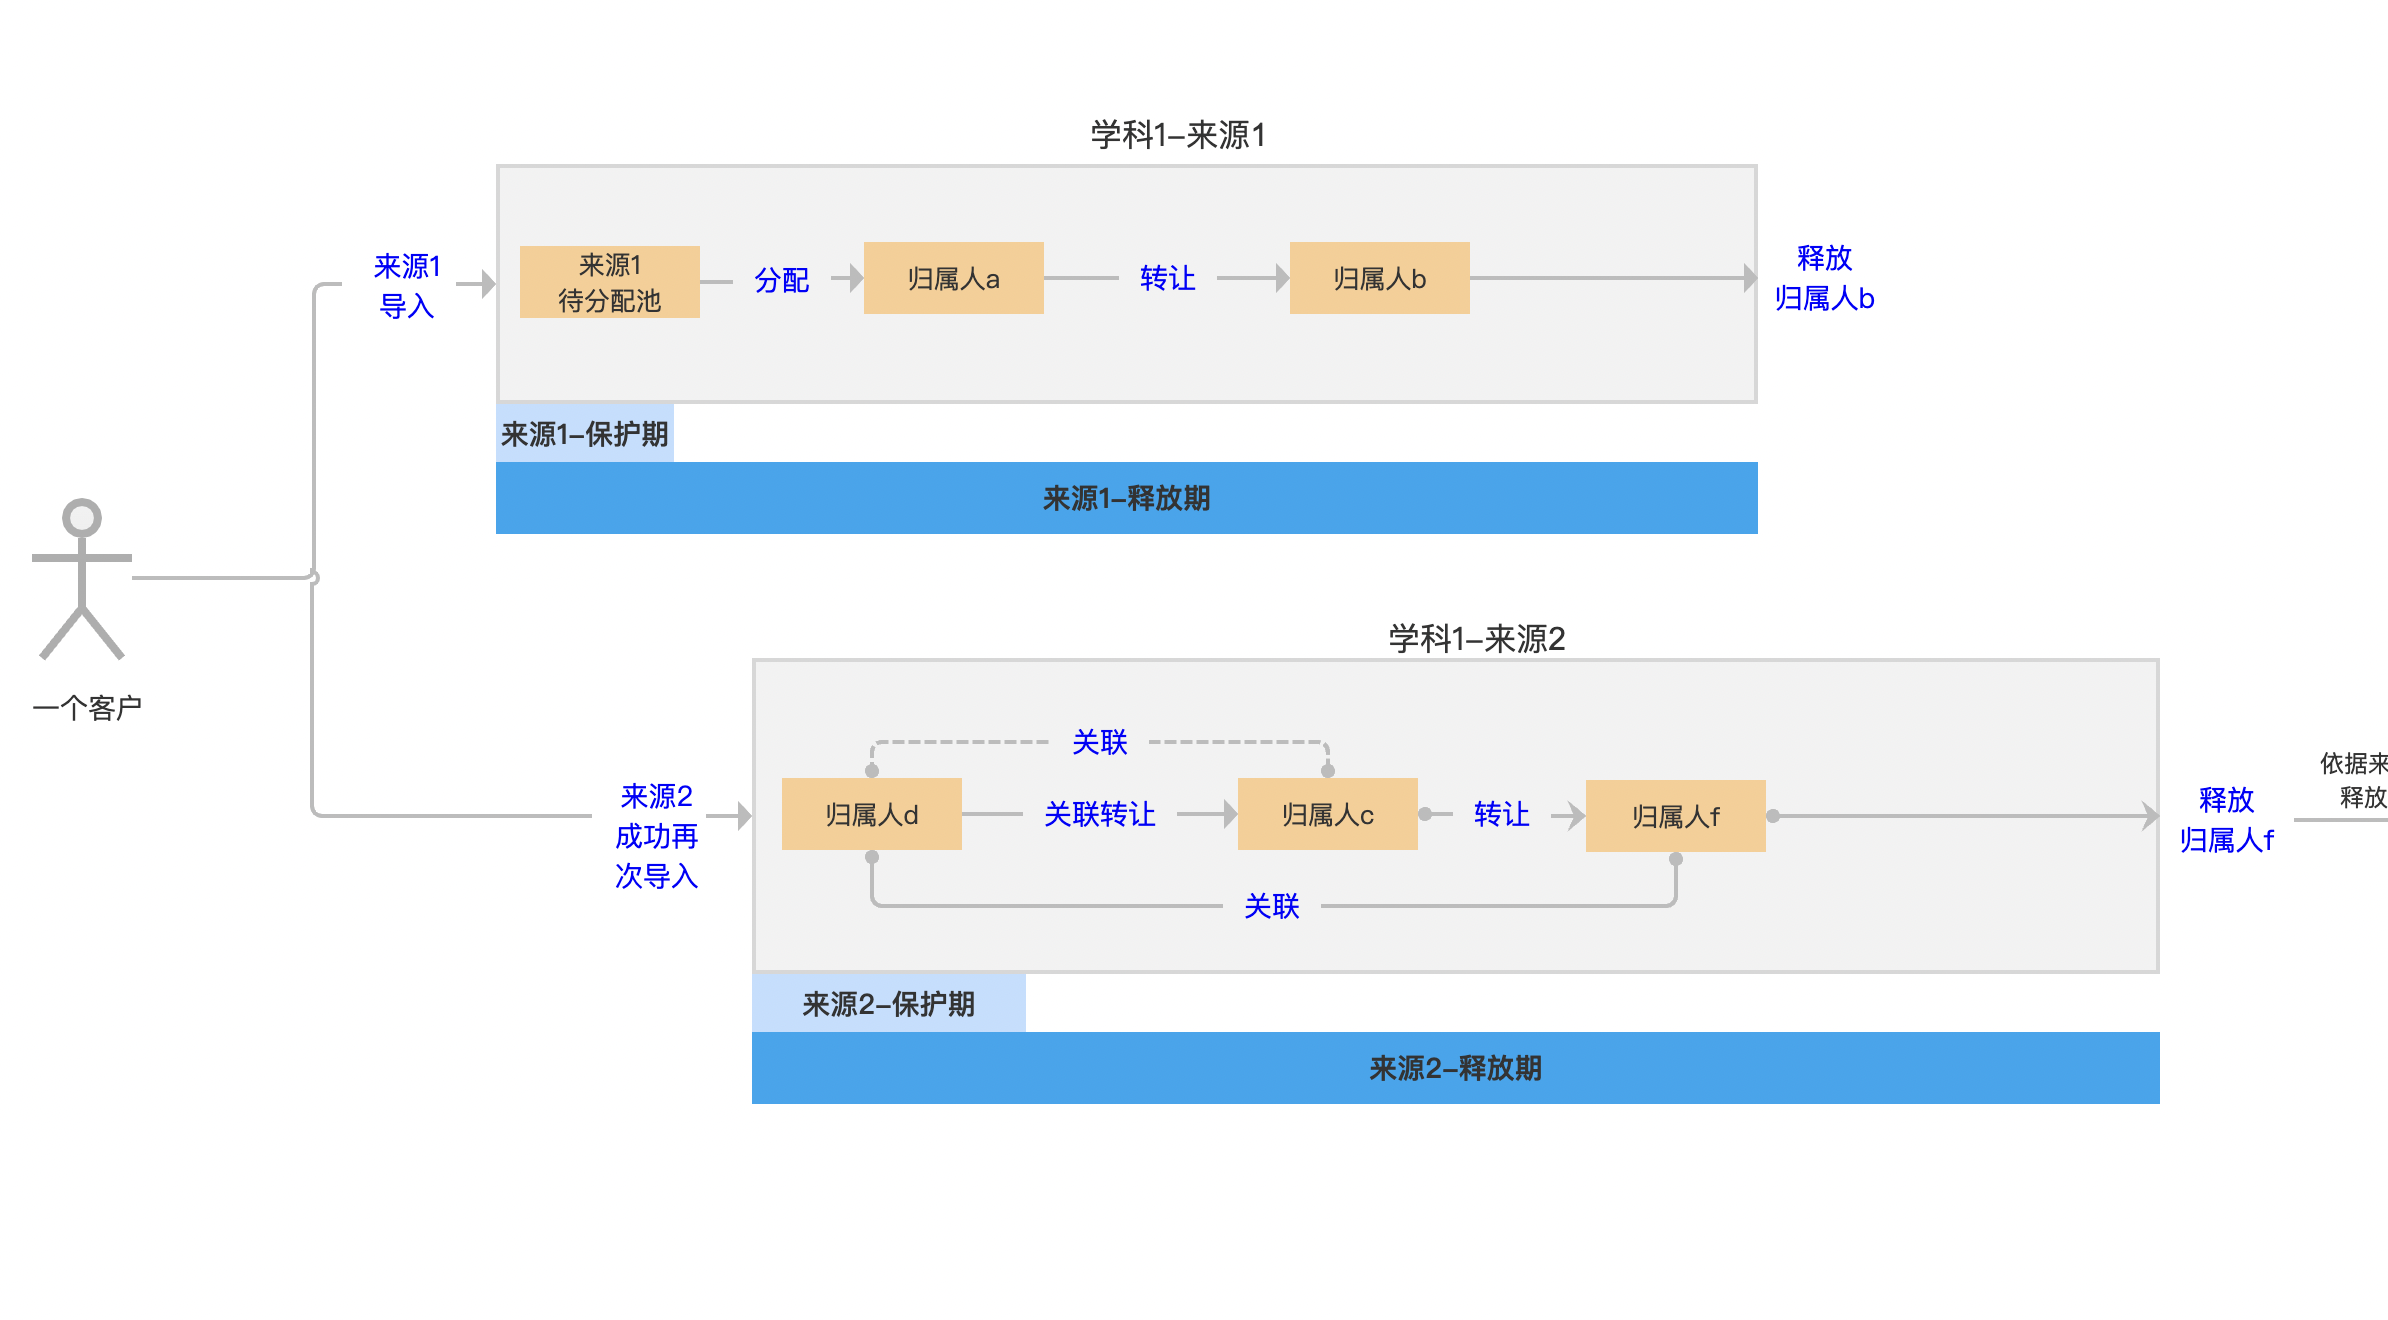 学科1-来源1
来源1
导入
来源1
待分配池
分配
归属人a
转让
归属人b
释放
归属人b
来源1-保护期
来源1-释放期
一个客户
学科1-来源2
来源2
成功再
次导入
关联
归属人d
关联转让
归属人c
转让
归属人f
关联
释放
归属人f
依据来
释放
来源2-保护期
来源2-释放期